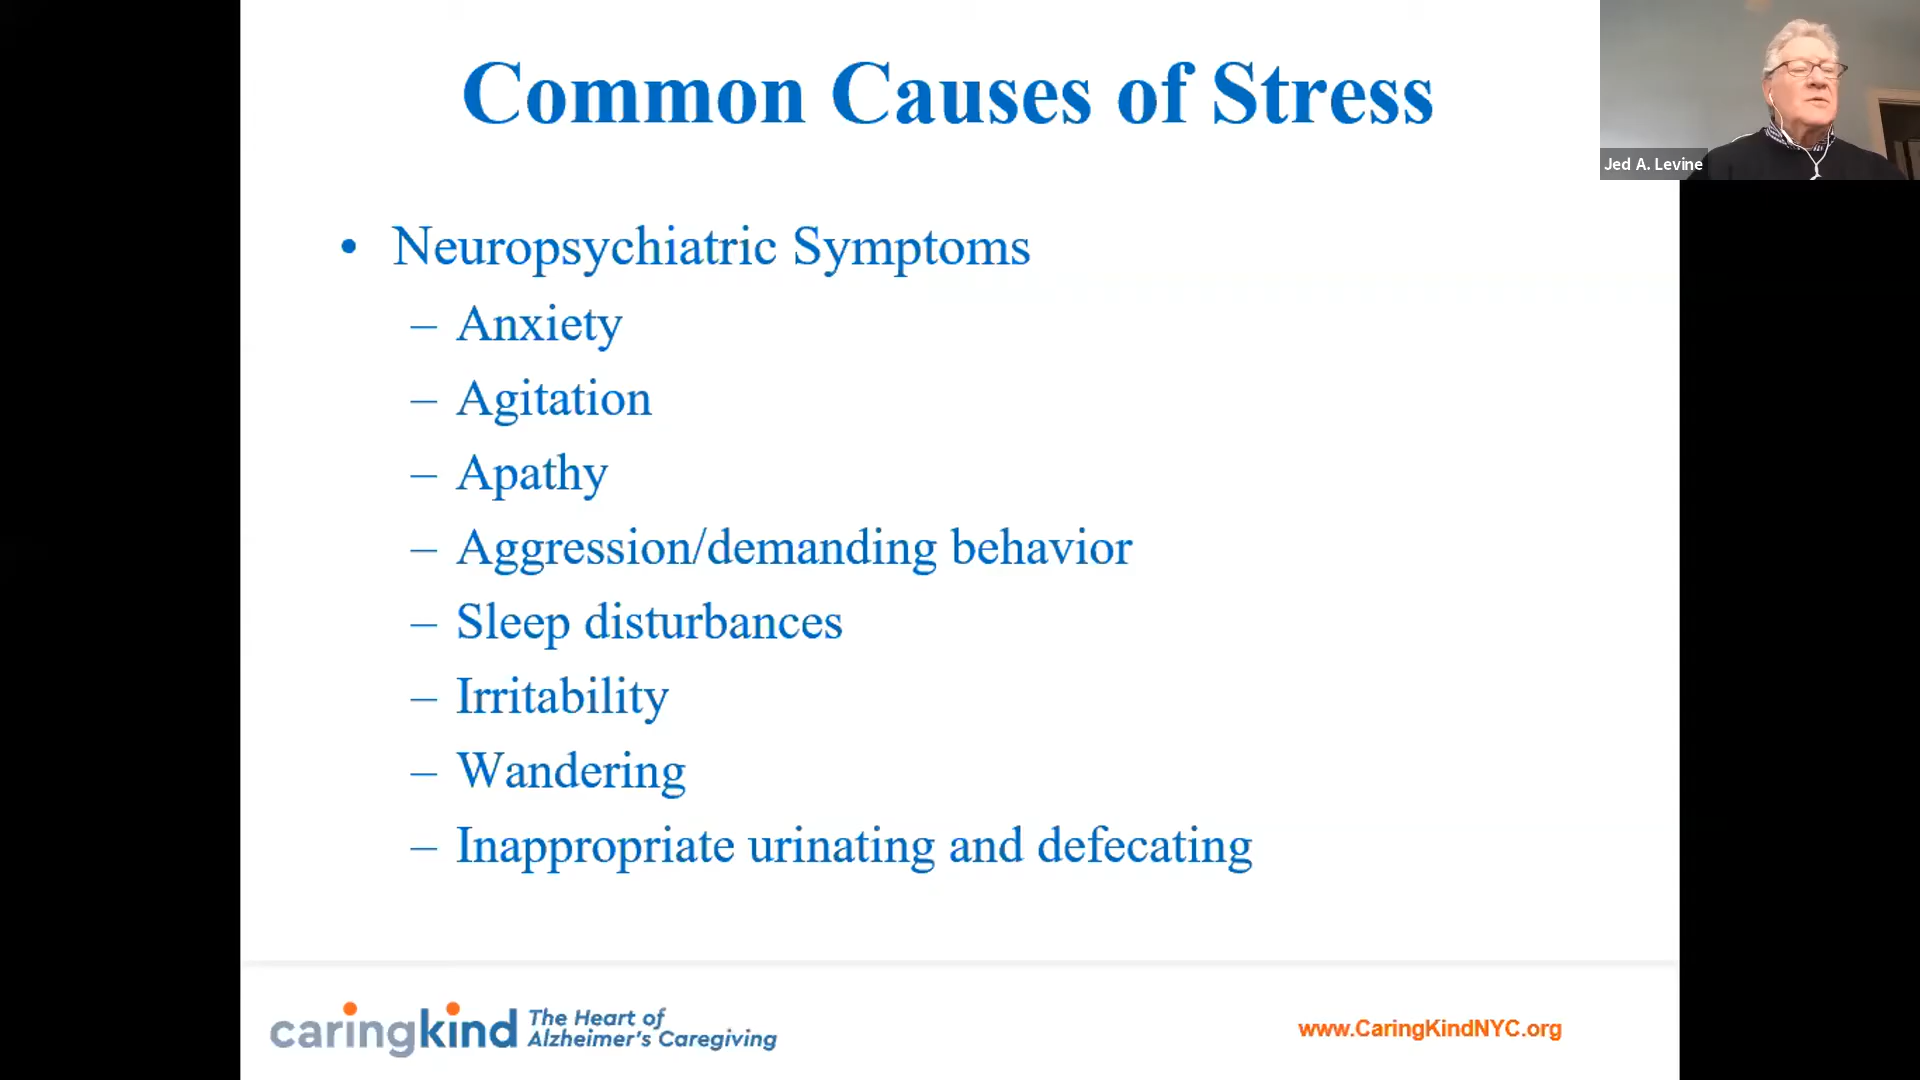 Common Causes of Stress
Jed A. Levine
• Neuropsychiatric Symptoms
– Anxiety
– Agitation
– Apathy
– Aggression/demanding behavior
– Sleep disturbances
– Irritability
– Wandering
– Inappropriate urinating and defecating
caringkind
The Heart of
Alzheimer's Caregiving
www.CaringKindNYC.org